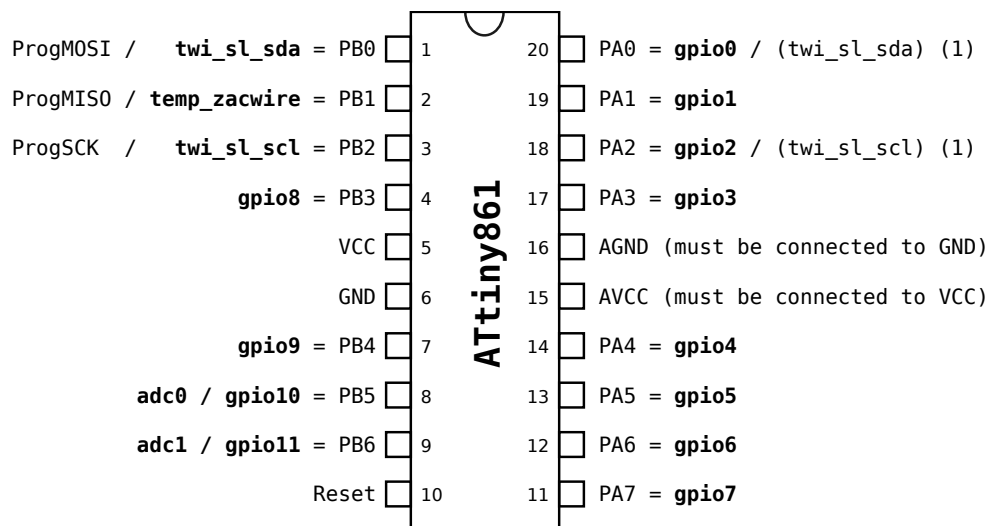 ProgMOSI / twi_sl_sda = PB0 1 20 PA0 = gpio0 / (twi_sl_sda) (1)
ProgMISO / temp_zacwire = PB1 2 19 PA1 = gpio1
ProgSCK / twi_sl_scl = PB2 3 18 PA2 = gpio2 / (twi_sl_scl) (1)
gpio8 = PB3 4 17 PA3 = gpio3
VCC 5 16 AGND (must be connected to GND)
GND 6 15 AVCC (must be connected to VCC)
gpio9 = PB4 7 14 PA4 = gpio4
adc0 / gpio10 = PB5 8 13 PA5 = gpio5
adc1 / gpio11 = PB6 9 12 PA6 = gpio6
Reset 10 11 PA7 = gpio7
ATtiny861